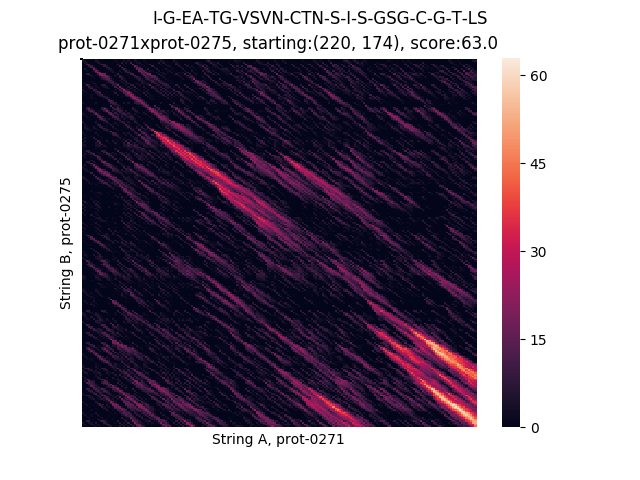 I-G-EA-TG-VSVN-CTN-S-I-S-GSG-C-G-T-LS
prot-0271xprot-0275, starting:(220, 174), score:63.0
60
45
30
15
0
String B, prot-0275
String A, prot-0271